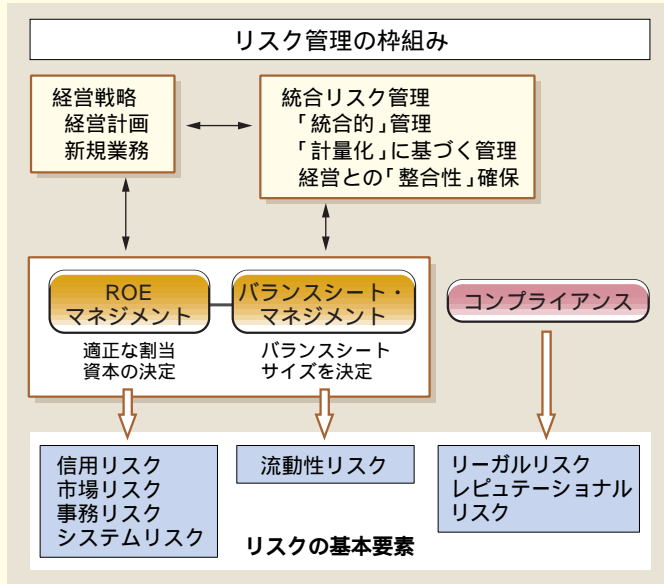 リスク管理の枠組み
経営戦略
経営計画
新規業務
統合リスク管理
「統合的」管理
「計量化」に基づく管理
経営との「整合性」確保
ROE
マネジメント
バランスシート・
マネジメント
コンプライアンス
適正な割当
資本の決定
バランスシート
サイズを決定
信用リスク
市場リスク
事務リスク
システムリスク
流動性リスク
リーガルリスク
レピュテーショナル
リスク
リスクの基本要素